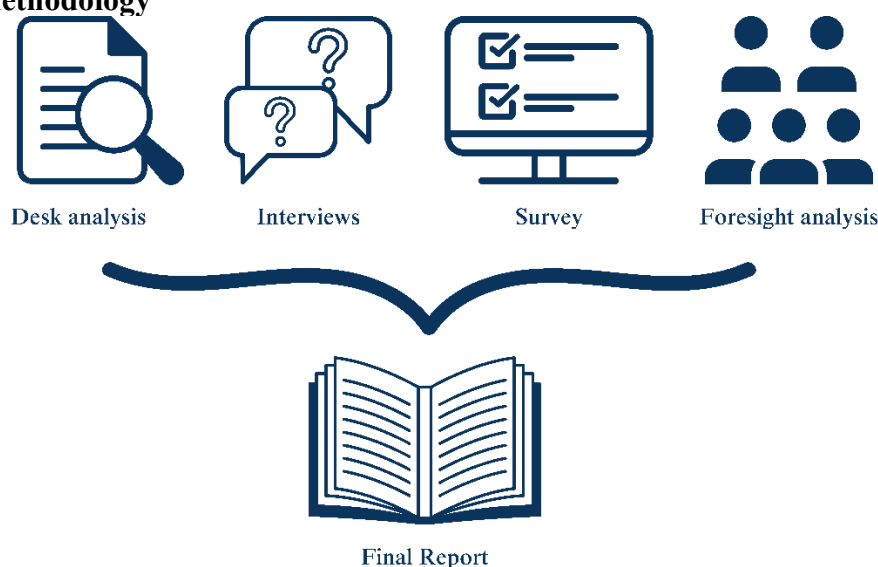 ethodology
Desk analysis
Interviews
Survey
Foresight analysis
Final Report